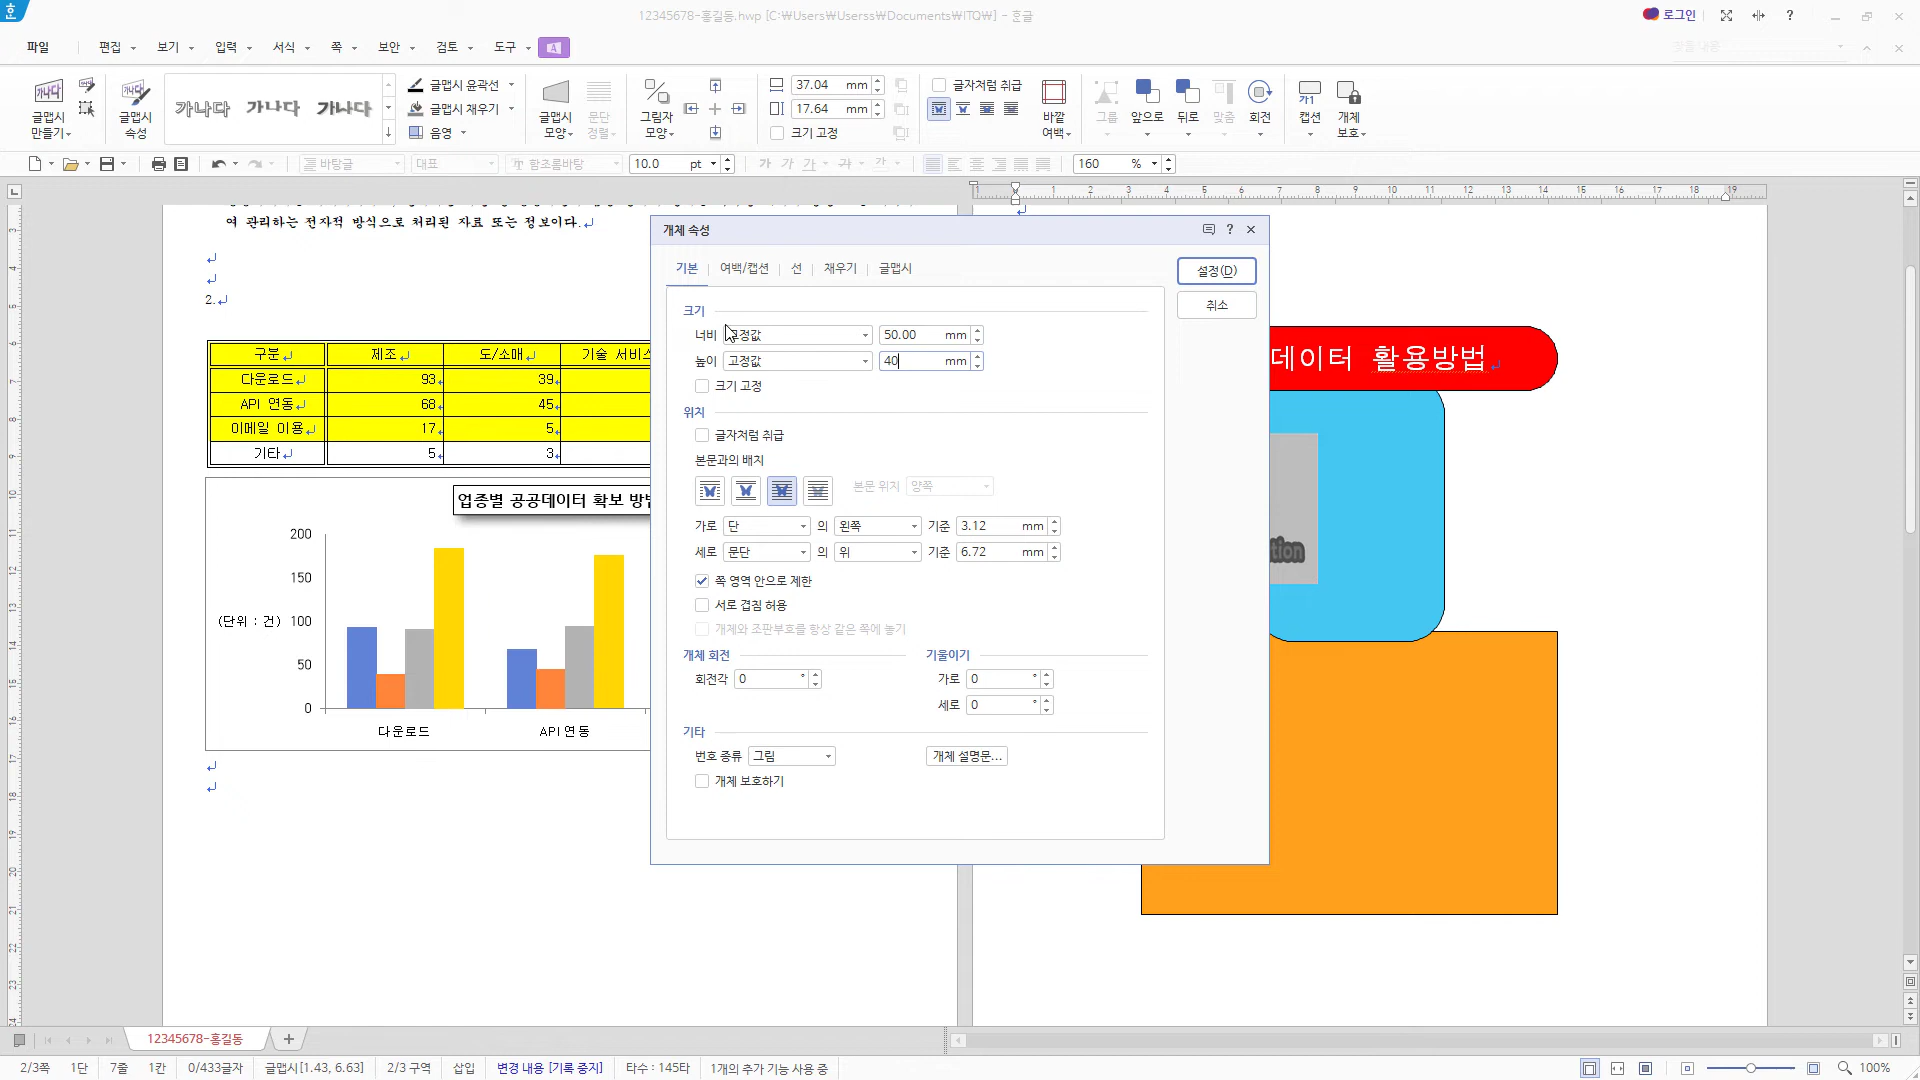 12345678-홍길동.hwp [C:\Users\Userss\Documents\ITQ\] - 한글
로그인
파일 편집 보기 입력 서식 쪽 보안 검토 도구
글맵시 만들기
글맵시 속성
가나다 가나다 가나다
글맵시 윤곽선
글맵시 채우기
음영
글맵시 모양
문단 정렬
그림자 모양
37.04 mm
17.64 mm
크기 고정
글자처럼 취급
바깥 여백
그룹
앞으로
뒤로
맞춤
회전
캡션
개체 보호
바탕글 대표 함초롬바탕 10.0 pt 160 %
여 관리하는 전자적 방식으로 처리된 자료 또는 정보이다.
2.
구분 제조 도/소매 기술 서비스
다운로드 93 39
API 연동 68 45
이메일 이용 17 5
기타 5 3
업종별 공공데이터 확보 방법
(단위 : 건)
200
150
100
50
0
다운로드 API 연동
개체 속성
기본 여백/캡션 선 채우기 글맵시
설정(D)
취소
크기
너비 고정값 50.00 mm
높이 고정값 40 mm
크기 고정
위치
글자처럼 취급
본문과의 배치
본문 위치 양쪽
가로 단 의 왼쪽 기준 3.12 mm
세로 문단 의 위 기준 6.72 mm
쪽 영역 안으로 제한
서로 겹침 허용
개체와 조판부호를 항상 같은 쪽에 놓기
개체 회전
회전각 0 °
기울이기
가로 0 °
세로 0 °
기타
번호 종류 그림
개체 설명문...
개체 보호하기
데이터 활용방법
tion
12345678-홍길동
2/3쪽 1단 7줄 1칸 0/433글자 글맵시[1.43, 6.63] 2/3 구역 삽입 변경 내용 [기록 중지] 타수 : 145타 1개의 추가 기능 사용 중
100%